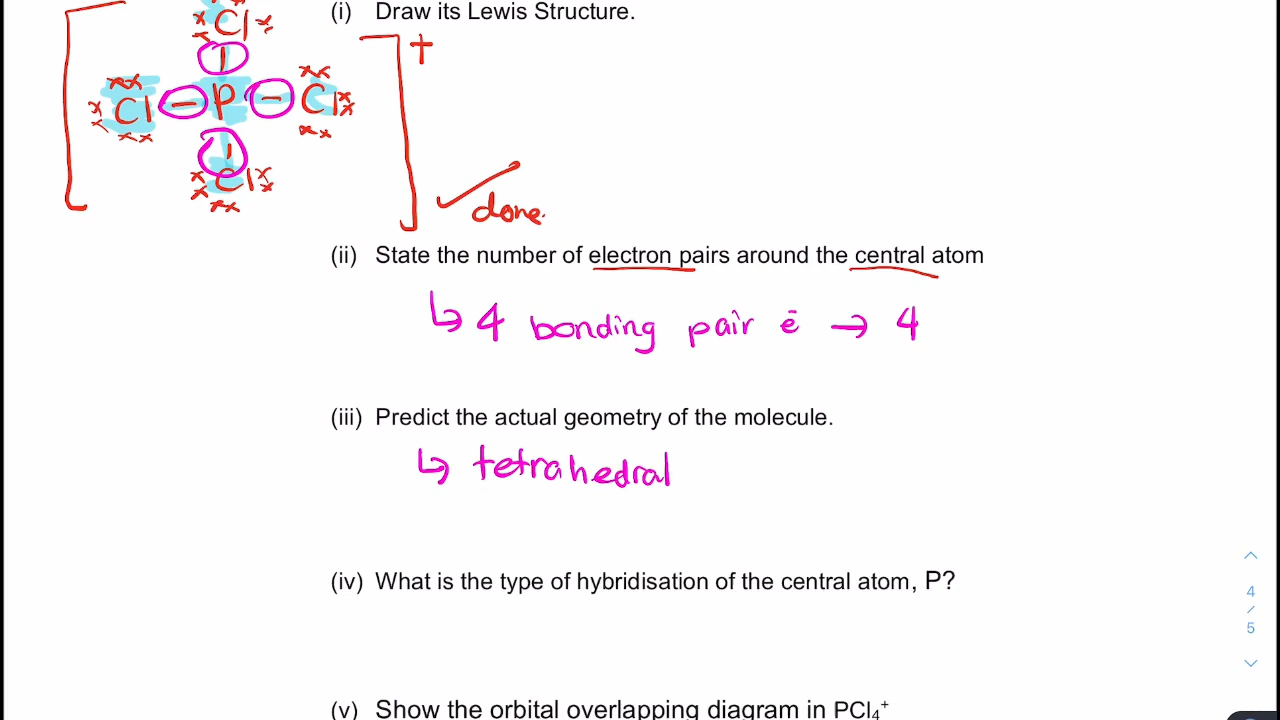 (i) Draw its Lewis Structure.
Cl
+
Cl – P – Cl
Cl
done.
(ii) State the number of electron pairs around the central atom
↳ 4 bonding pair ē → 4
(iii) Predict the actual geometry of the molecule.
↳ tetrahedral
(iv) What is the type of hybridisation of the central atom, P?
4
/
5
(v) Show the orbital overlapping diagram in PCl₄⁺